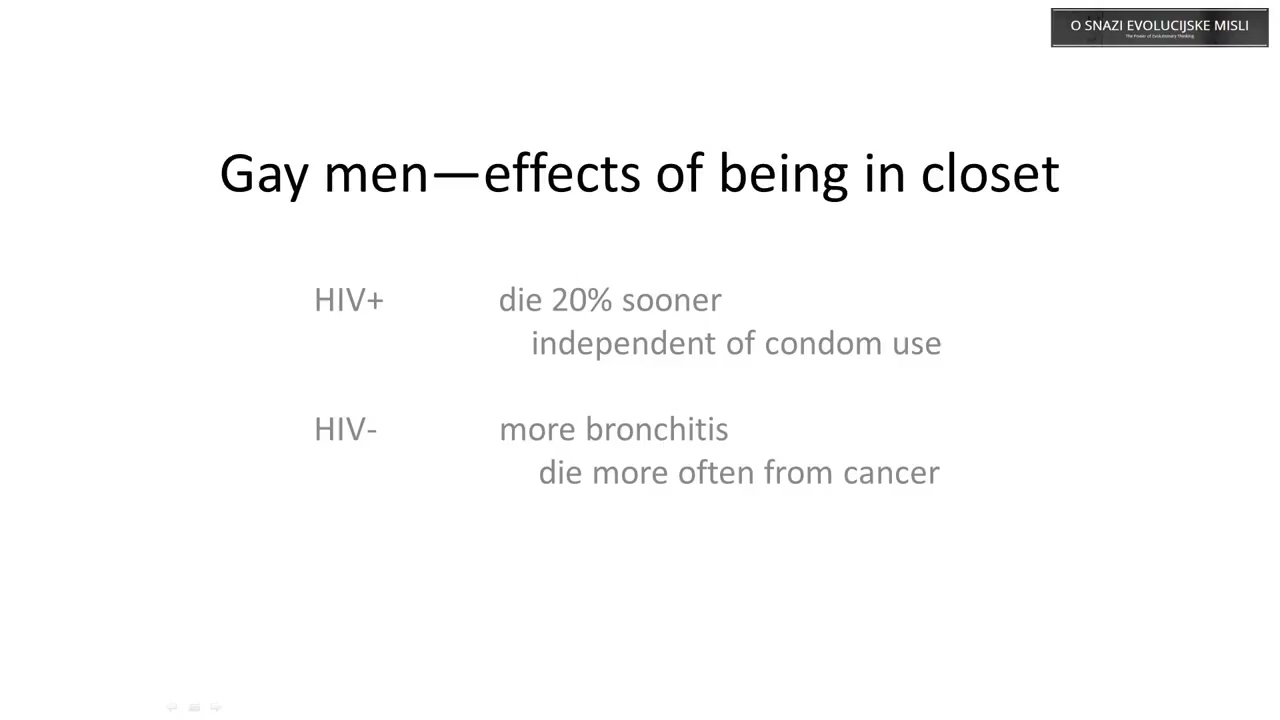 O SNAZI EVOLUCIJSKE MISLI
The Power of Evolutionary Thinking
Gay men—effects of being in closet
HIV+ die 20% sooner
independent of condom use
HIV- more bronchitis
die more often from cancer